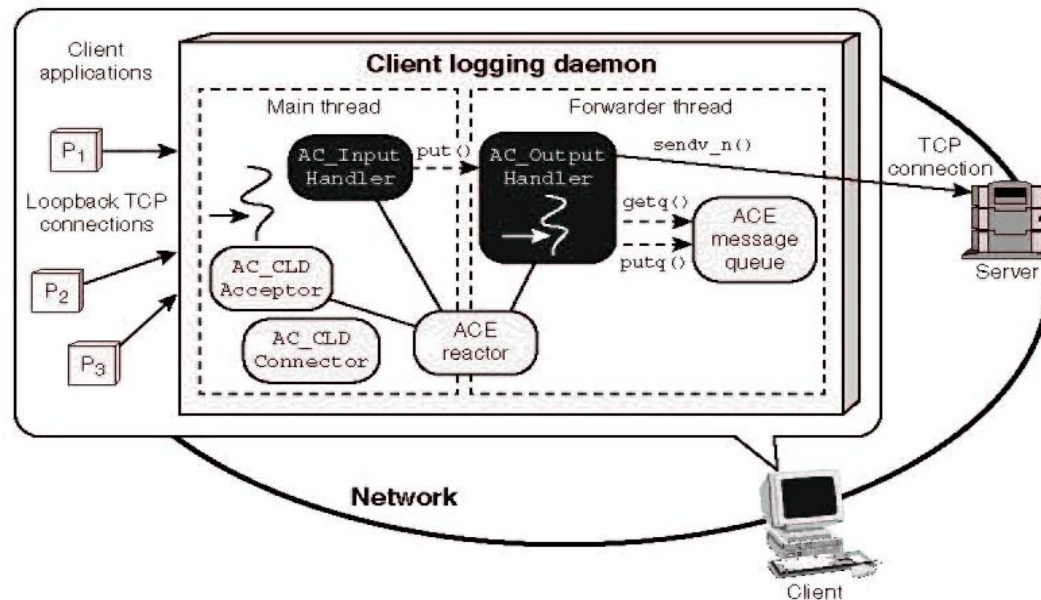 Client
applications
Client logging daemon
Main thread
Forwarder thread
P1
AC_Input
Handler
put()
AC_Output
Handler
sendv_n()
TCP
connection
Loopback TCP
connections
getq()
putq()
ACE
message
queue
AC_CLD
Acceptor
P2
Server
AC_CLD
Connector
ACE
reactor
P3
Network
Client